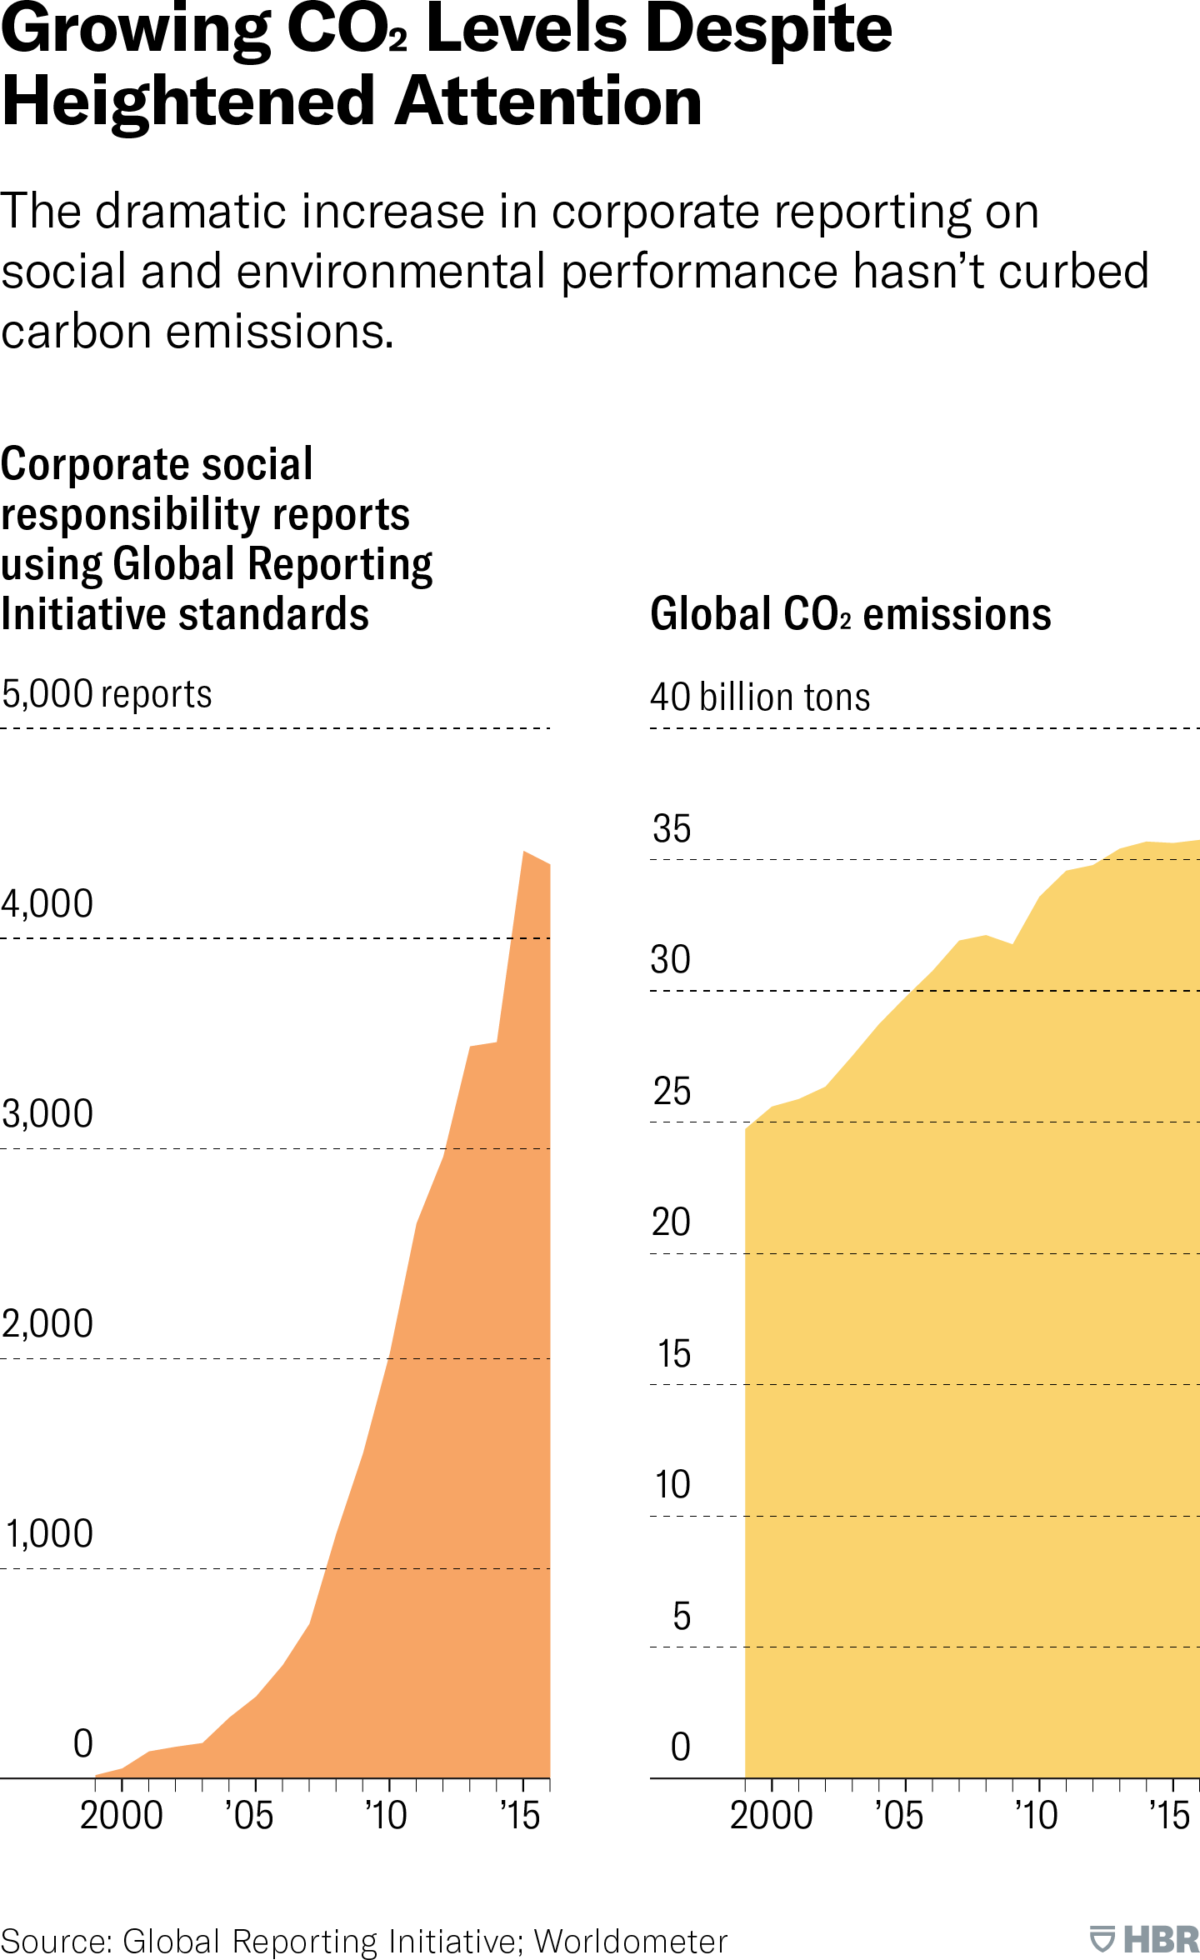 Growing CO₂ Levels Despite
Heightened Attention
The dramatic increase in corporate reporting on
social and environmental performance hasn’t curbed
carbon emissions.
Corporate social
responsibility reports
using Global Reporting
Initiative standards
5,000 reports
4,000
3,000
2,000
1,000
0
2000 ’05 ’10 ’15
Global CO₂ emissions
40 billion tons
35
30
25
20
15
10
5
0
2000 ’05 ’10 ’15
Source: Global Reporting Initiative; Worldometer
HBR